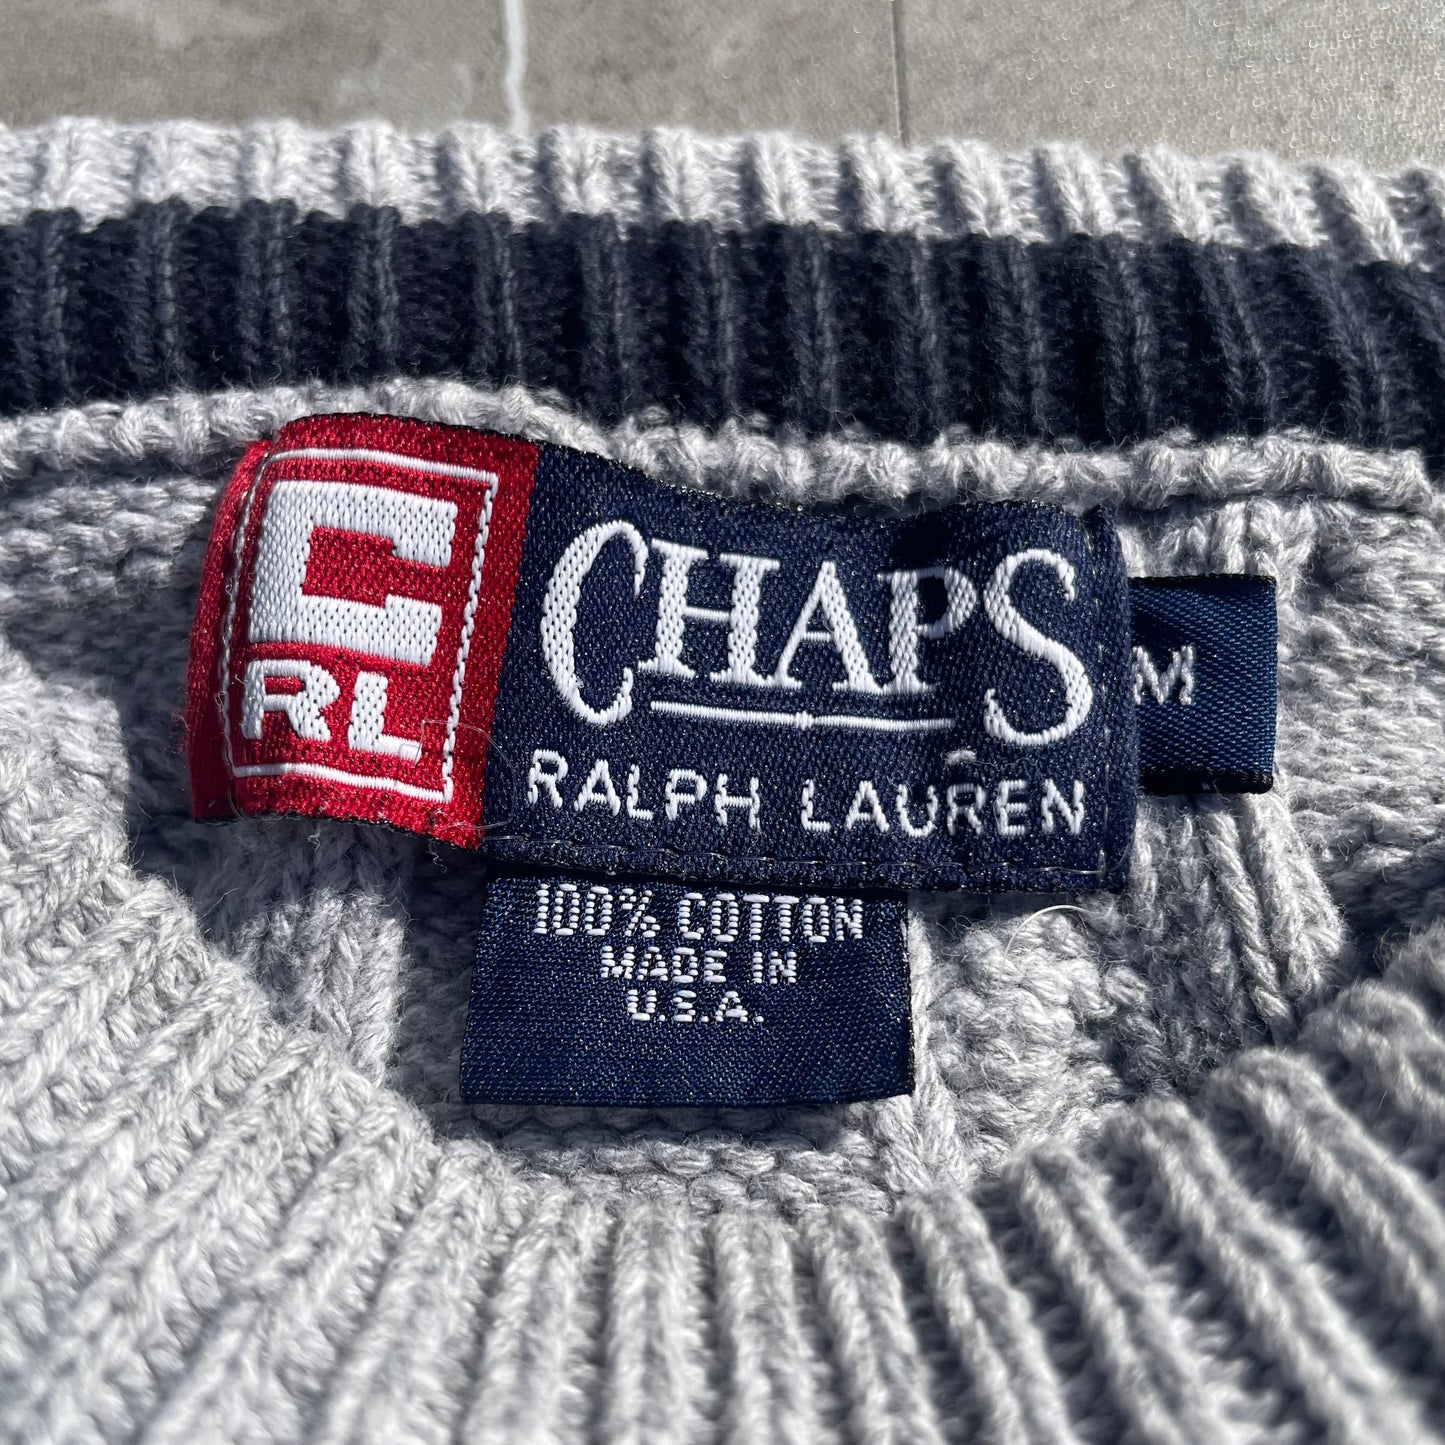 C
RL
CHAPS
RALPH LAUREN
M
100% COTTON
MADE IN
U.S.A.